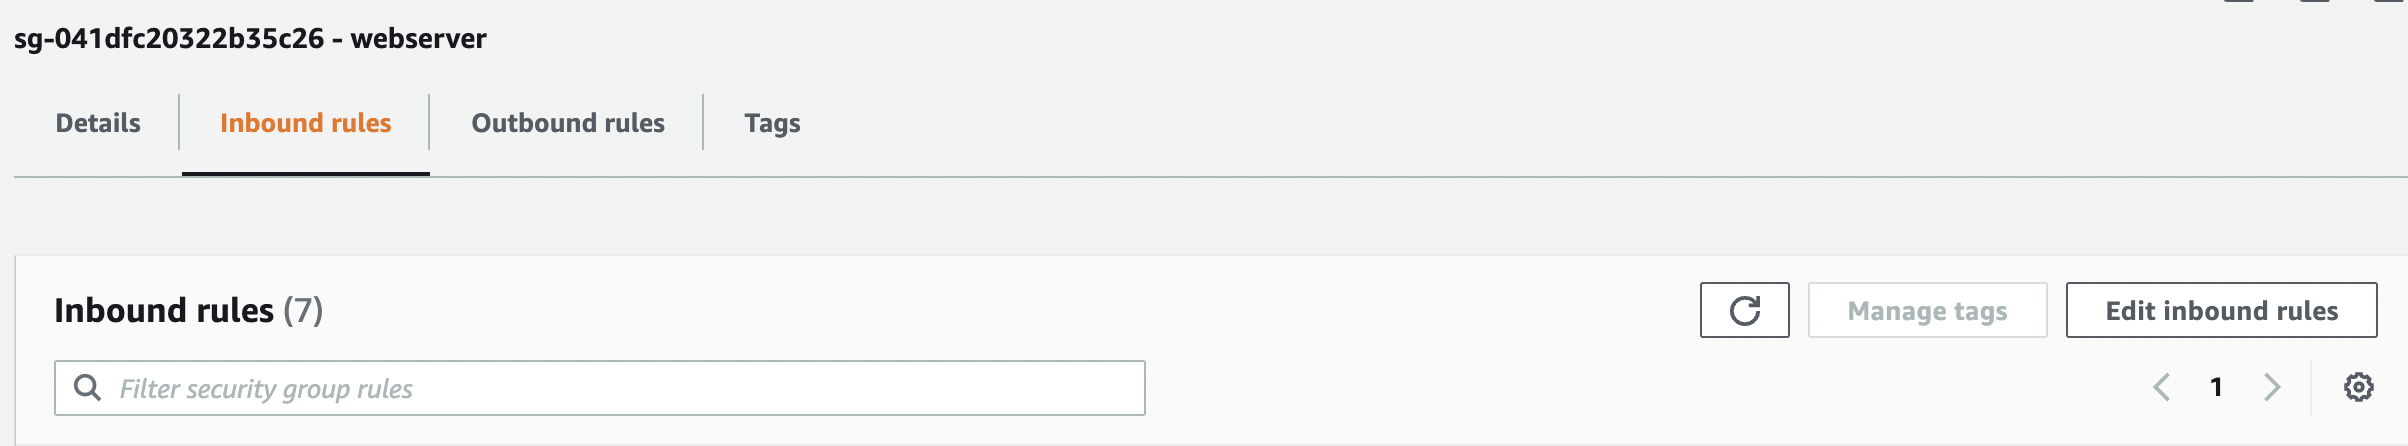 sg-041dfc20322b35c26 - webserver
Details
Inbound rules
Outbound rules
Tags
Inbound rules (7)
Manage tags
Edit inbound rules
Filter security group rules
1